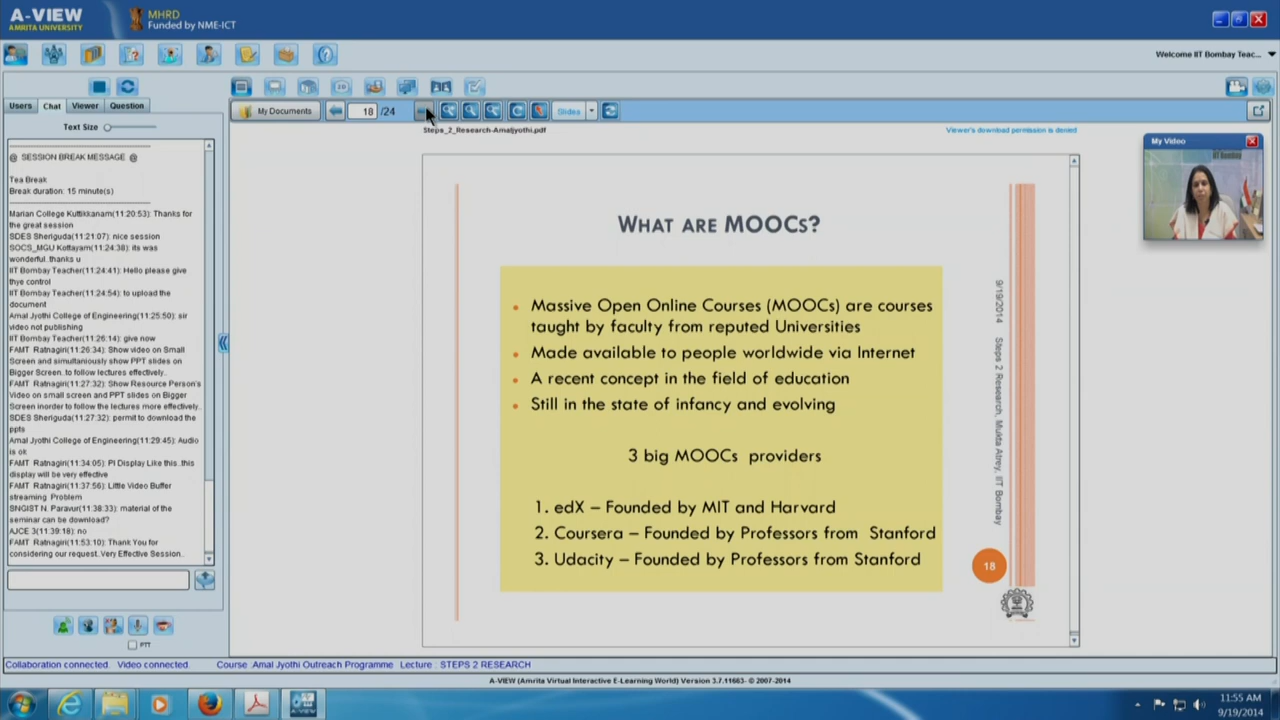 A-VIEW
AMRITA UNIVERSITY
MHRD
Funded by NME-ICT
Welcome IIT Bombay Teac...
Users Chat Viewer Question
Text Size
@ SESSION BREAK MESSAGE @
Tea Break
Break duration: 15 minute(s)
Marian College Kuttikkanam(11:20:53): Thanks for
the great session
SDES Sheriguda(11:21:07): nice session
SOCS_MGU Kottayam(11:24:38): its was
wonderful..thanks u
IIT Bombay Teacher(11:24:41): Hello please give
thye control
IIT Bombay Teacher(11:24:54): to upload the
document
Amal Jyothi College of Engineering(11:25:50): sir
video not publishing
IIT Bombay Teacher(11:26:14): give now
FAMT Ratnagiri(11:26:34): Show video on Small
Screen and simultaniously show PPT slides on
Bigger Screen..to follow lectures effectively..
FAMT Ratnagiri(11:27:32): Show Resource Person's
Video on small screen and PPT slides on Bigger
Screen inorder to follow the lectures more effectively..
SDES Sheriguda(11:27:32): permit to download the
ppts
Amal Jyothi College of Engineering(11:29:45): Audio
is ok
FAMT Ratnagiri(11:34:05): Pl Display Like this..this
display will be very effective
FAMT Ratnagiri(11:37:56): Little Video Buffer
streaming Problem
SNGIST N. Paravur(11:38:33): material of the
seminar can be download?
AJCE 3(11:39:18): no
FAMT Ratnagiri(11:53:10): Thank You for
considering our request..Very Effective Session..
PTT
My Documents 18 /24 Slides
Steps_2_Research-Amaljyothi.pdf
Viewer's download permission is denied
WHAT ARE MOOCS?
• Massive Open Online Courses (MOOCs) are courses
taught by faculty from reputed Universities
• Made available to people worldwide via Internet
• A recent concept in the field of education
• Still in the state of infancy and evolving
3 big MOOCs providers
1. edX – Founded by MIT and Harvard
2. Coursera – Founded by Professors from Stanford
3. Udacity – Founded by Professors from Stanford
9/19/2014 Steps 2 Research, Mukta Atrey, IIT Bombay
18
My Video
IIT Bombay
Collaboration connected. Video connected. Course : Amal Jyothi Outreach Programme Lecture : STEPS 2 RESEARCH
A-VIEW (Amrita Virtual Interactive E-Learning World) Version 3.7.11663- © 2007-2014
11:55 AM
9/19/2014